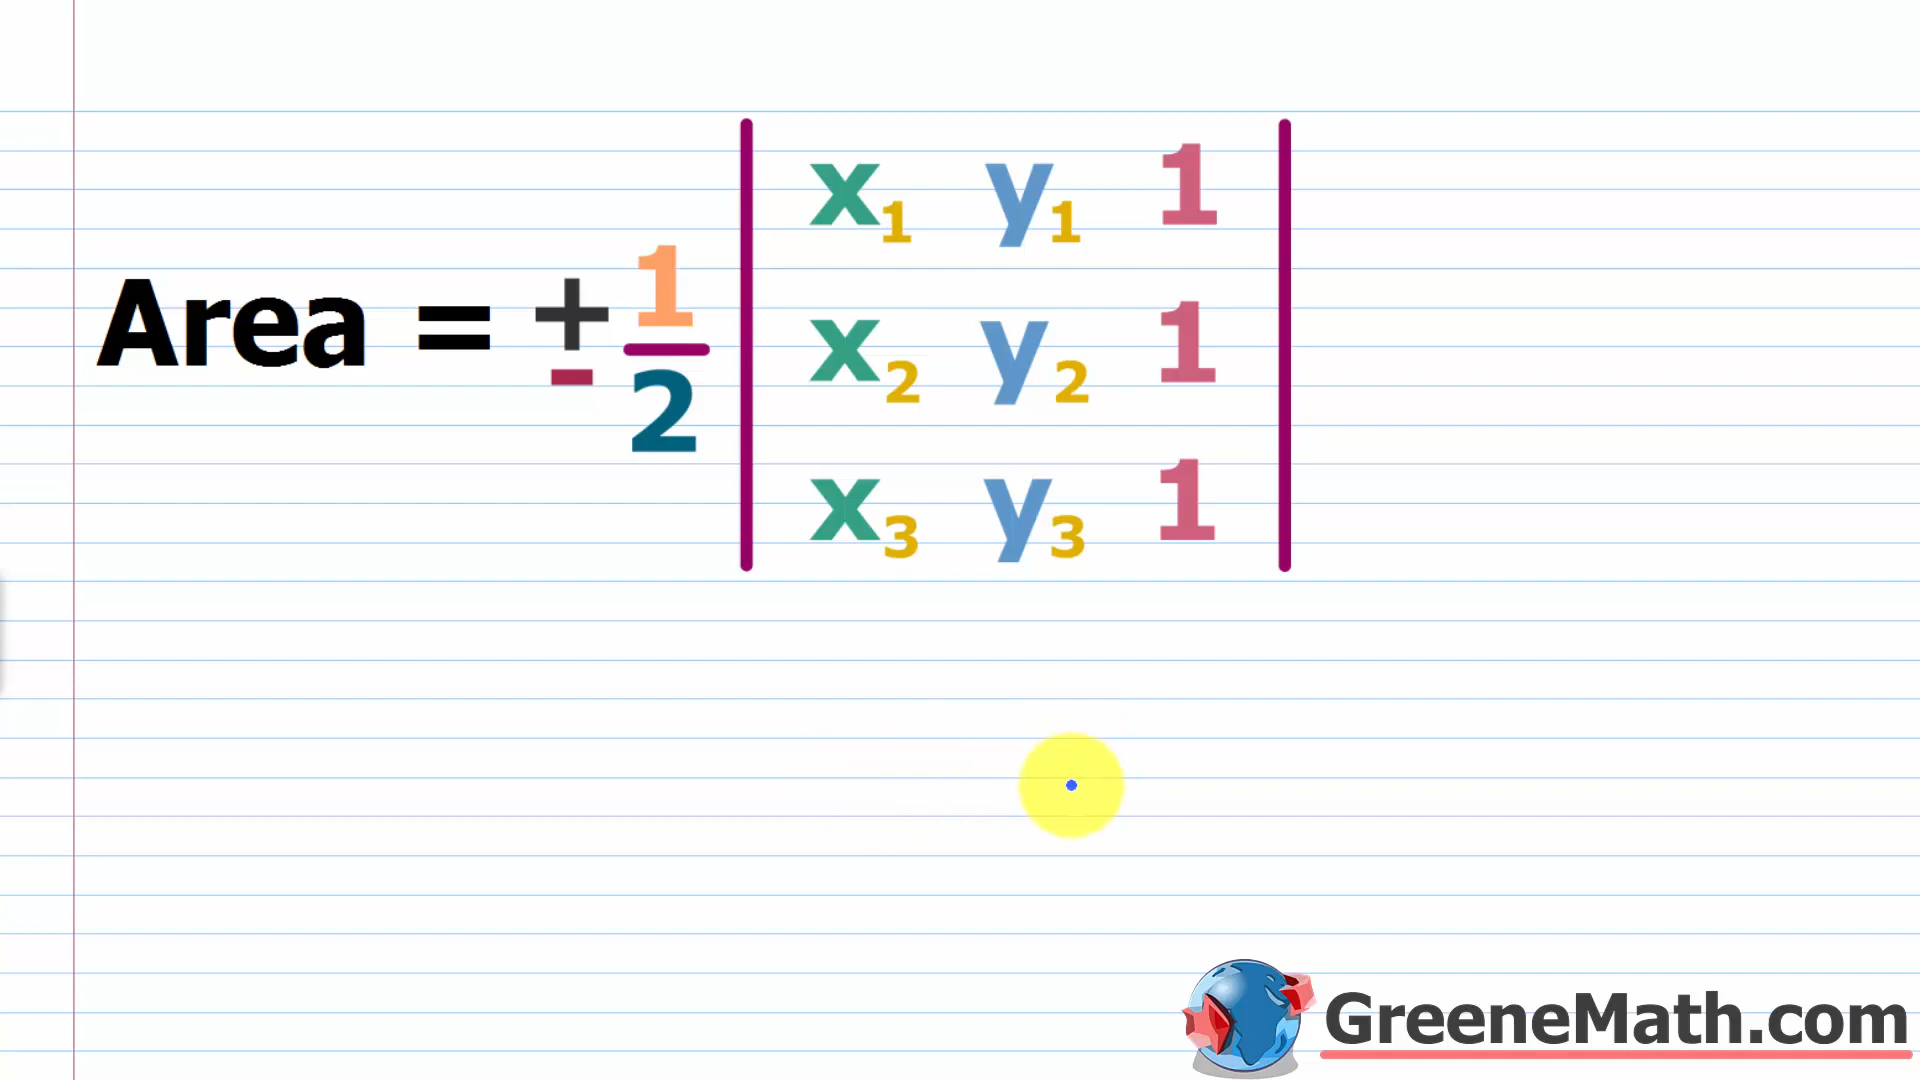 x₁ y₁ 1
Area = ± 1/2 | x₂ y₂ 1 |
x₃ y₃ 1
GreeneMath.com